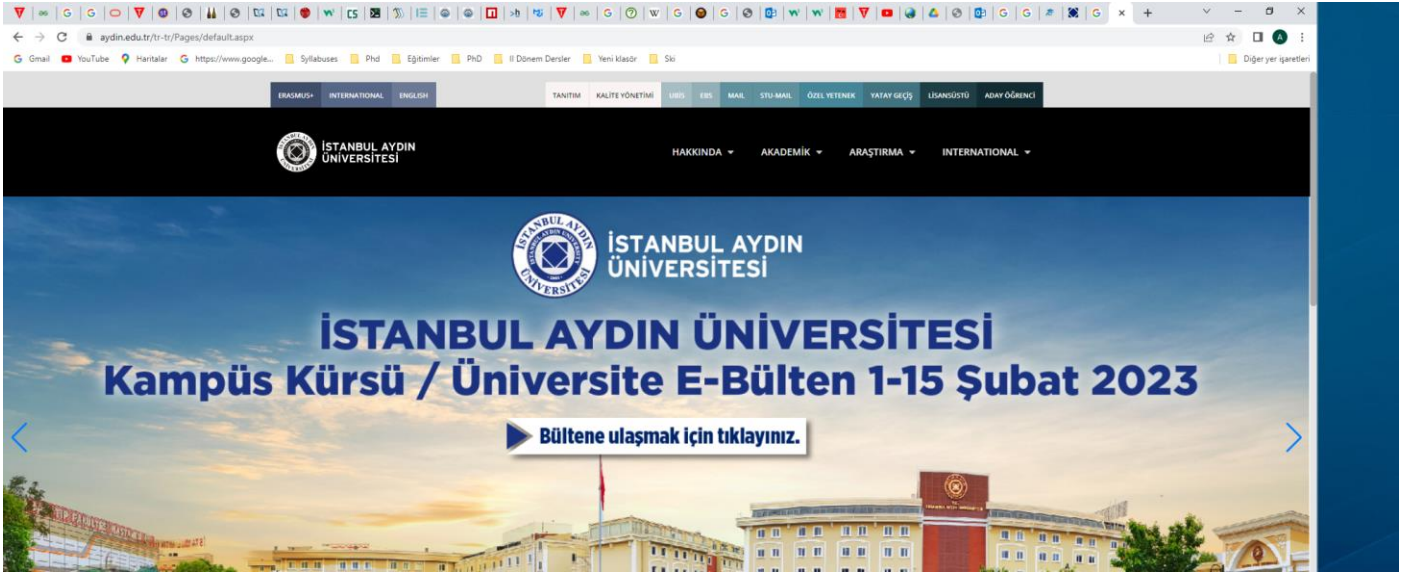 aydin.edu.tr/tr-tr/Pages/default.aspx
Gmail YouTube Haritalar https://www.google... Syllabuses Phd Eğitimler PhD II Dönem Dersler Yeni klasör Ski Diğer yer işaretleri
ERASMUS+ INTERNATIONAL ENGLISH TANITIM KALİTE YÖNETİMİ UBİS EBS MAIL STU-MAIL ÖZEL YETENEK YATAY GEÇİŞ LİSANSÜSTÜ ADAY ÖĞRENCİ
İSTANBUL AYDIN
ÜNİVERSİTESİ
HAKKINDA AKADEMİK ARAŞTIRMA INTERNATIONAL
İSTANBUL AYDIN
ÜNİVERSİTESİ
İSTANBUL AYDIN ÜNİVERSİTESİ
Kampüs Kürsü / Üniversite E-Bülten 1-15 Şubat 2023
Bültene ulaşmak için tıklayınız.